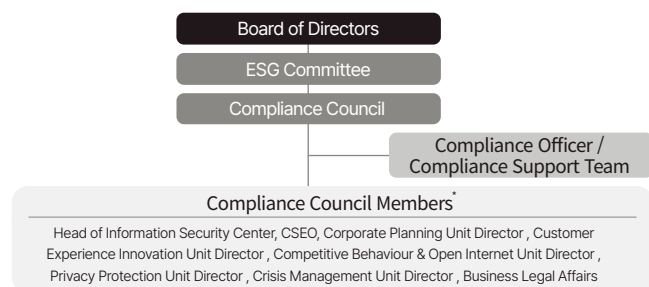 Board of Directors
ESG Committee
Compliance Council
Compliance Officer /
Compliance Support Team
Compliance Council Members*
Head of Information Security Center, CSEO, Corporate Planning Unit Director , Customer
Experience Innovation Unit Director , Competitive Behaviour & Open Internet Unit Director ,
Privacy Protection Unit Director , Crisis Management Unit Director , Business Legal Affairs